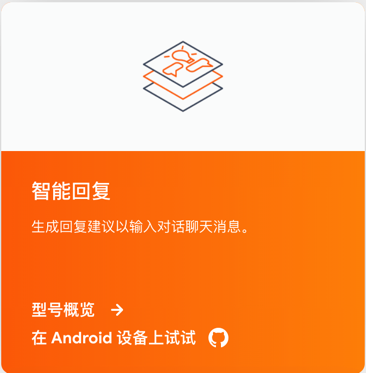 智能回复
生成回复建议以输入对话聊天消息。
型号概览 →
在 Android 设备上试试